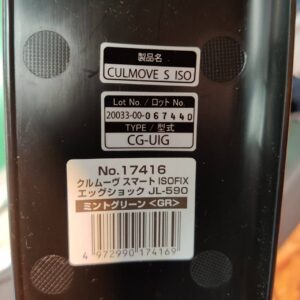 製品名
CULMOVE S ISO
Lot No. / ロット No.
20033-00-067440
TYPE / 型式
CG-UIG
No.17416
クルムーヴ スマート ISOFIX
エッグショック JL-590
ミントグリーン <GR>
4 972990 174169